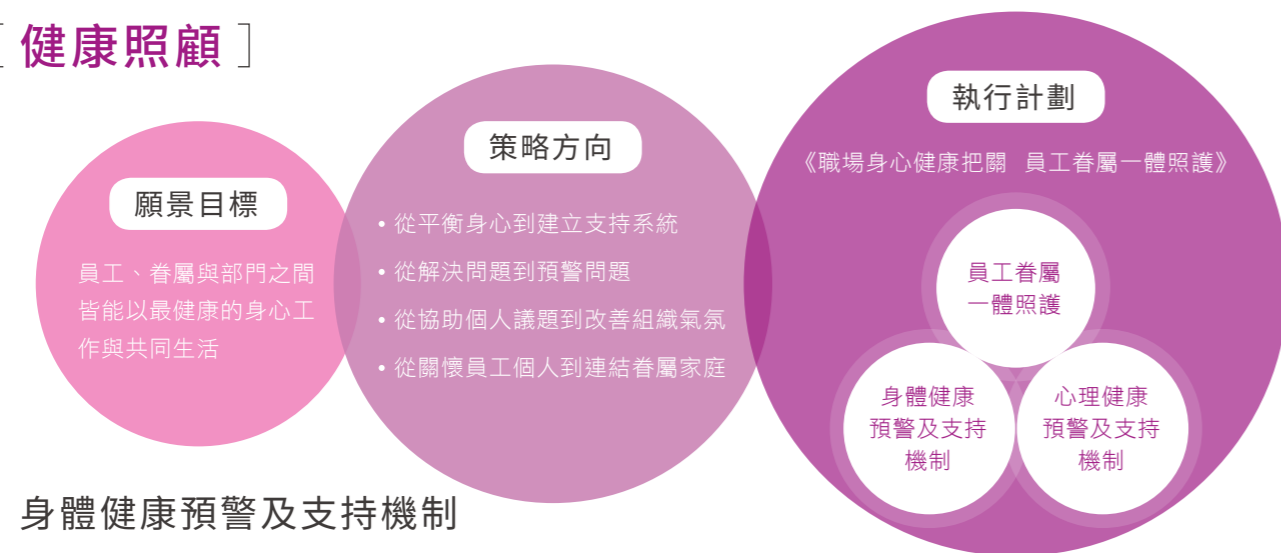 [ 健康照顧 ]
願景目標
員工、眷屬與部門之間
皆能以最健康的身心工
作與共同生活
策略方向
• 從平衡身心到建立支持系統
• 從解決問題到預警問題
• 從協助個人議題到改善組織氣氛
• 從關懷員工個人到連結眷屬家庭
執行計劃
《職場身心健康把關 員工眷屬一體照護》
員工眷屬
一體照護
身體健康
預警及支持
機制
心理健康
預警及支持
機制
身體健康預警及支持機制